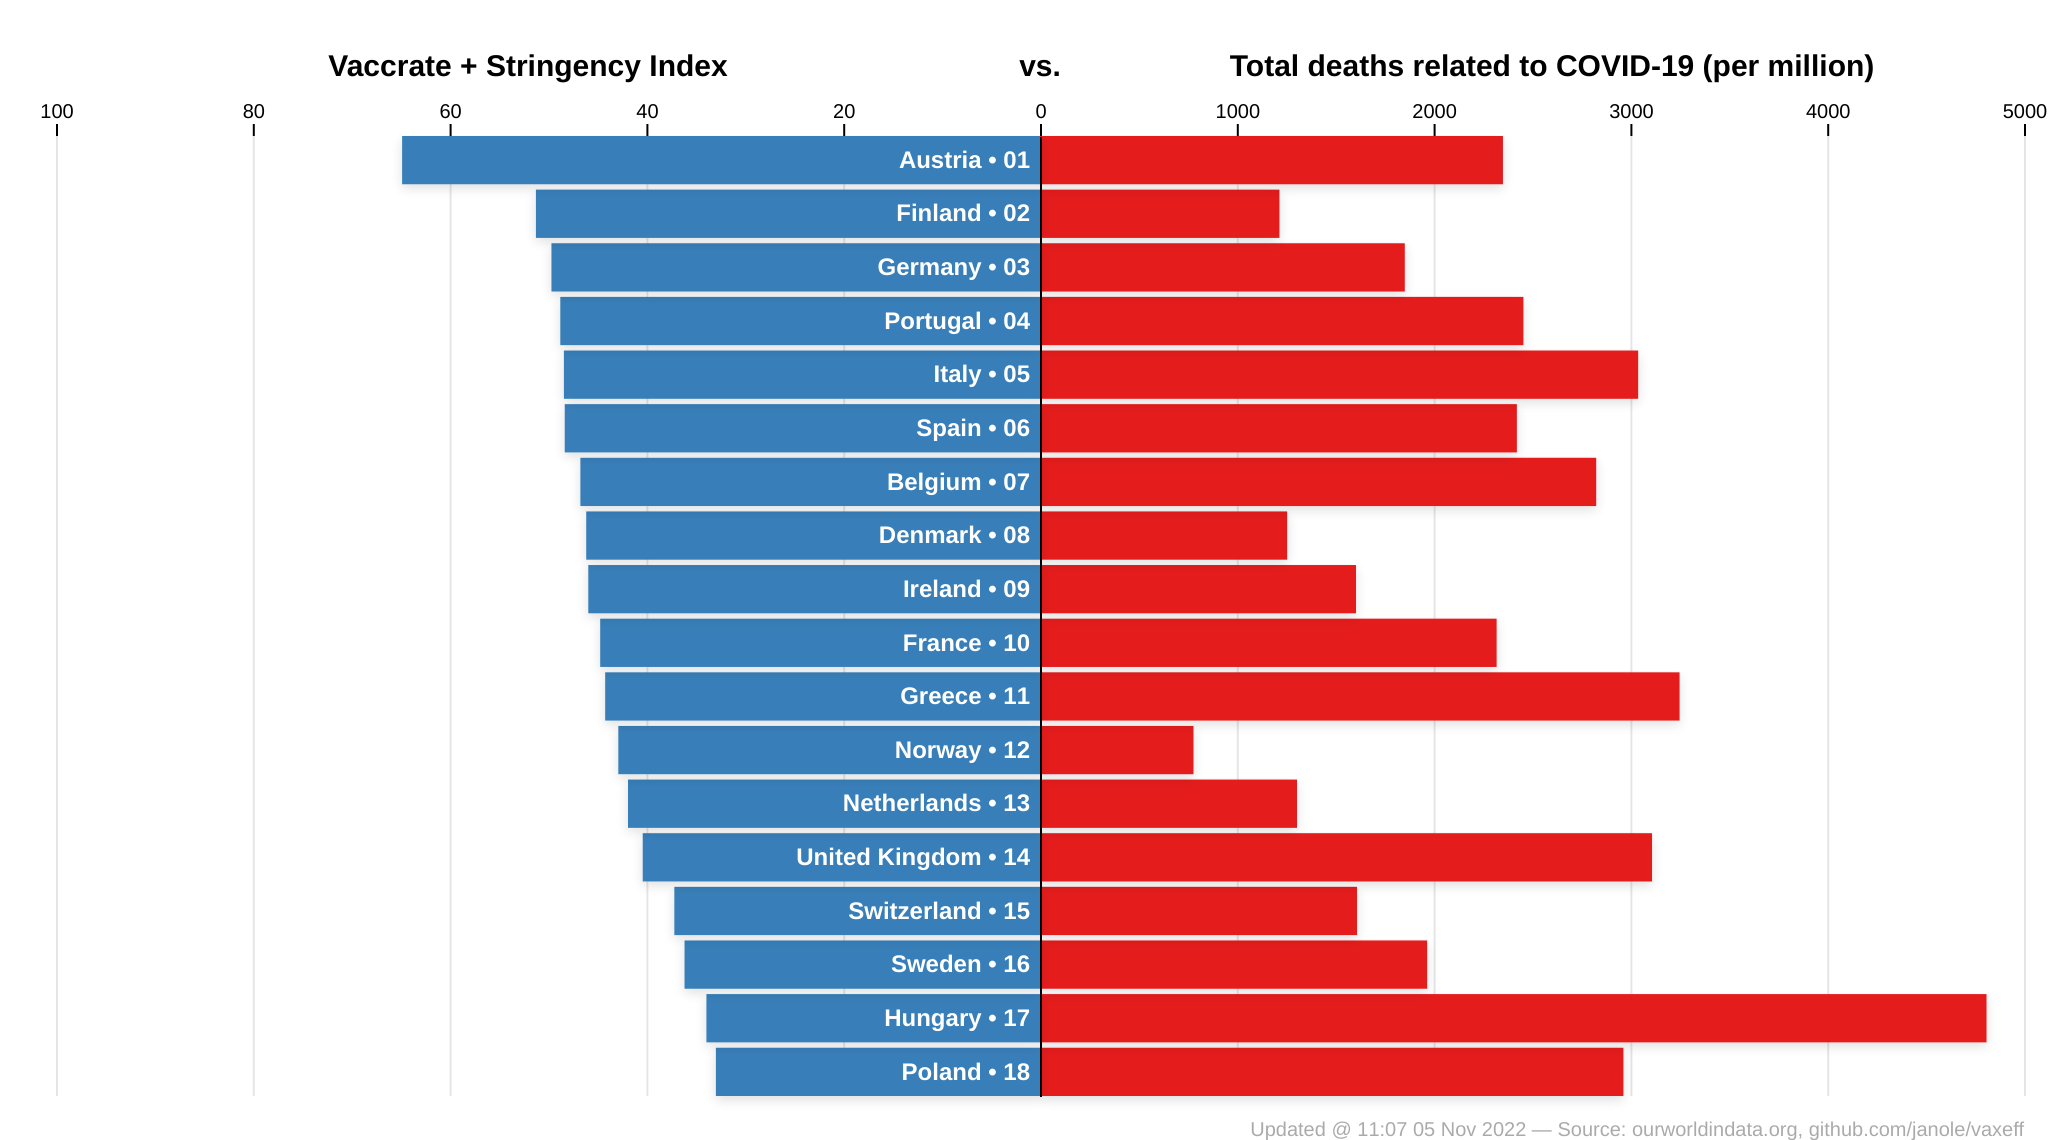 Vaccrate + Stringency Index vs. Total deaths related to COVID-19 (per million)
100 80 60 40 20 0 1000 2000 3000 4000 5000
Austria • 01
Finland • 02
Germany • 03
Portugal • 04
Italy • 05
Spain • 06
Belgium • 07
Denmark • 08
Ireland • 09
France • 10
Greece • 11
Norway • 12
Netherlands • 13
United Kingdom • 14
Switzerland • 15
Sweden • 16
Hungary • 17
Poland • 18
Updated @ 11:07 05 Nov 2022 — Source: ourworldindata.org, github.com/janole/vaxeff